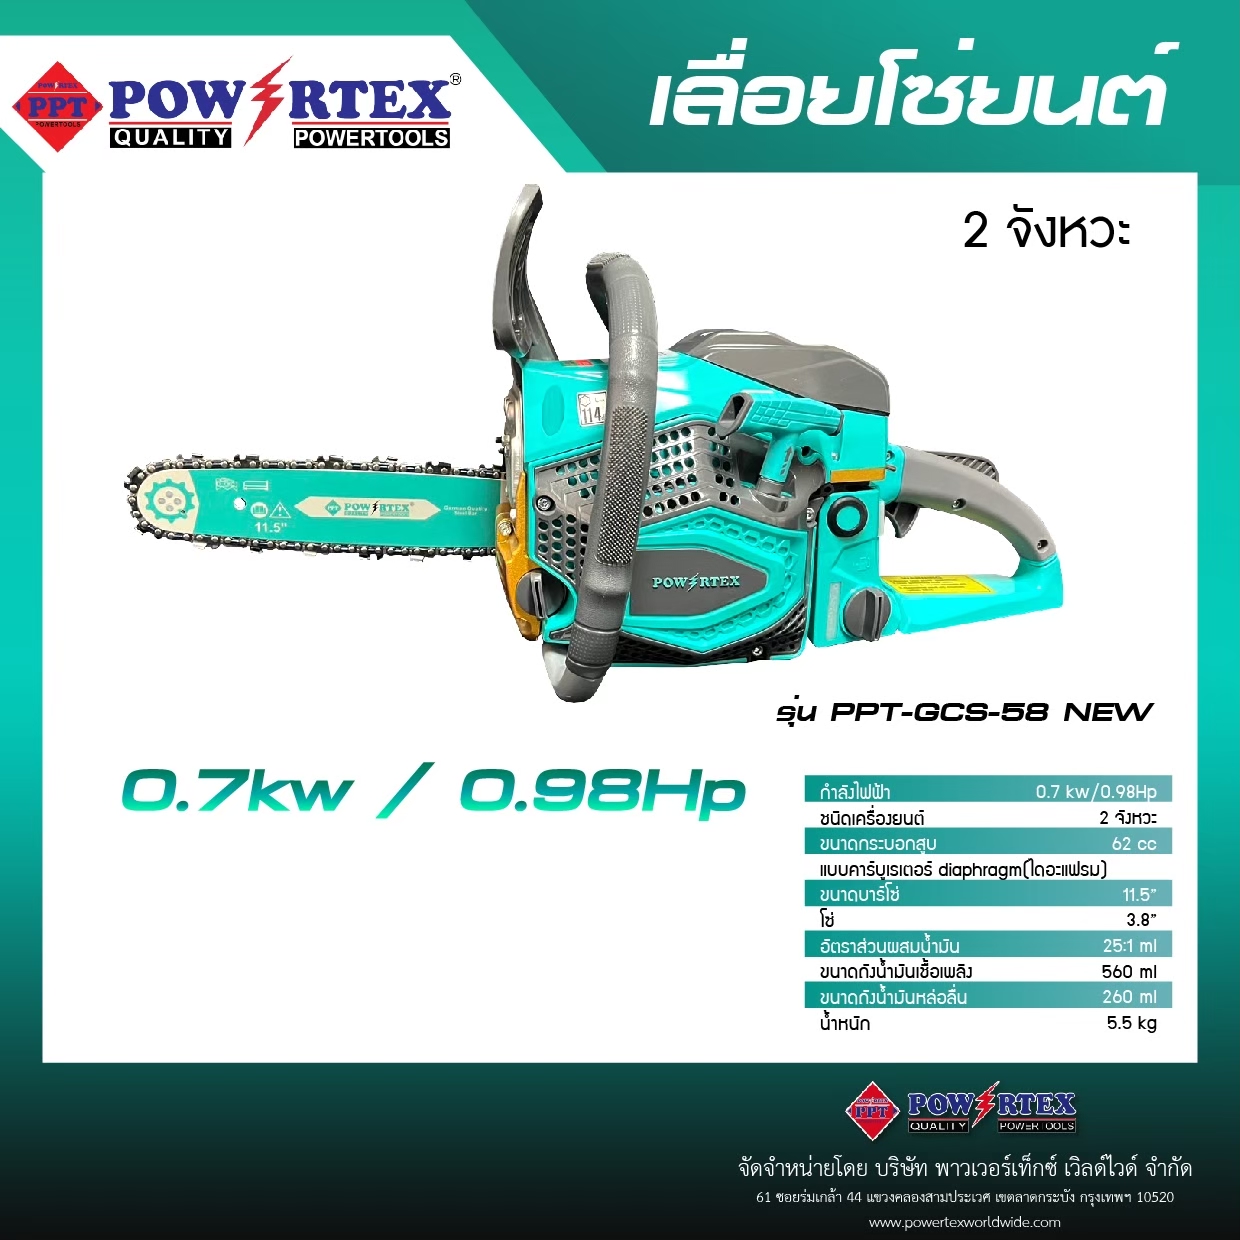 PPT
POWERTOOLS
POWERTEX®
QUALITY POWERTOOLS
เลื่อยโซ่ยนต์
2 จังหวะ
114
11.5"
POWERTEX
German Quality
Steel Bar
POWERTEX
รุ่น PPT-GCS-58 NEW
0.7kw / 0.98Hp
กำลังไฟฟ้า 0.7 kw/0.98Hp
ชนิดเครื่องยนต์ 2 จังหวะ
ขนาดกระบอกสูบ 62 cc
แบบคาร์บูเรเตอร์ diaphragm(ไดอะแฟรม)
ขนาดบาร์โซ่ 11.5”
โซ่ 3.8”
อัตราส่วนผสมน้ำมัน 25:1 ml
ขนาดถังน้ำมันเชื้อเพลิง 560 ml
ขนาดถังน้ำมันหล่อลื่น 260 ml
น้ำหนัก 5.5 kg
PPT POWERTEX
QUALITY POWERTOOLS
จัดจำหน่ายโดย บริษัท พาวเวอร์เท็กซ์ เวิลด์ไวด์ จำกัด
61 ซอยร่มเกล้า 44 แขวงคลองสามประเวศ เขตลาดกระบัง กรุงเทพฯ 10520
www.powertexworldwide.com